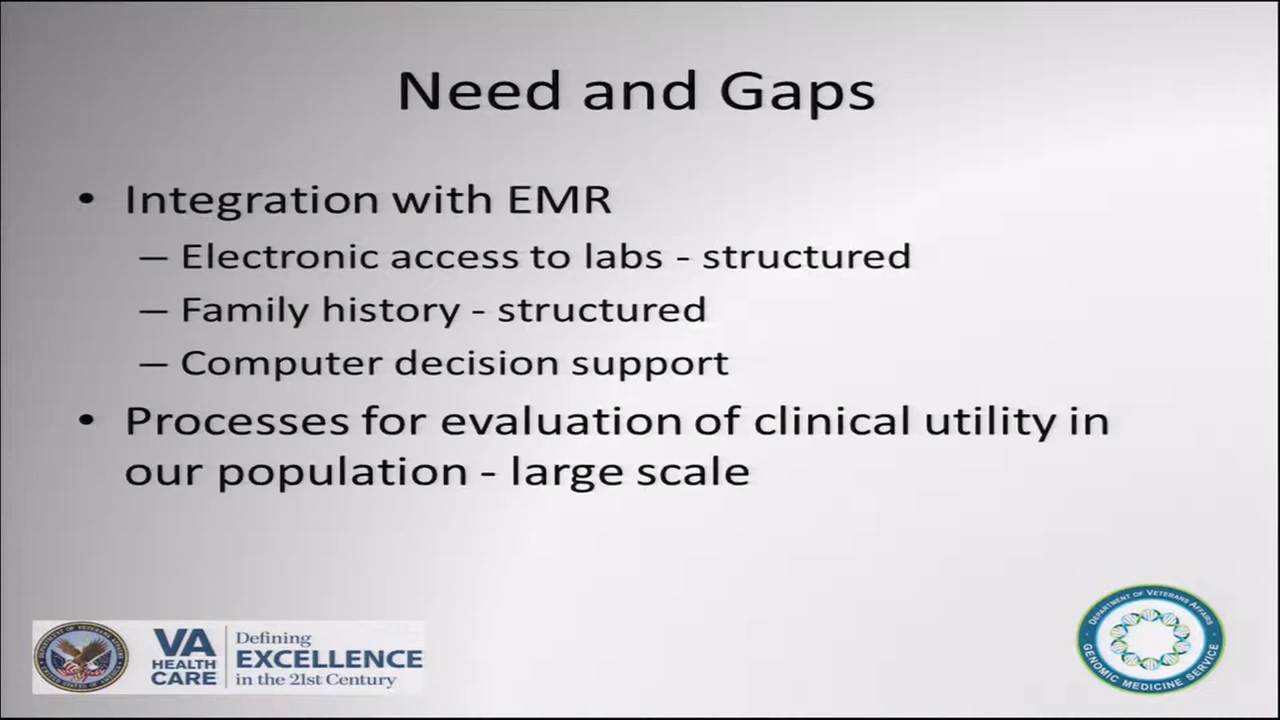 Need and Gaps
• Integration with EMR
– Electronic access to labs - structured
– Family history - structured
– Computer decision support
• Processes for evaluation of clinical utility in
our population - large scale
VA
HEALTH
CARE
Defining
EXCELLENCE
in the 21st Century
DEPARTMENT OF VETERANS AFFAIRS
GENOMIC MEDICINE SERVICE